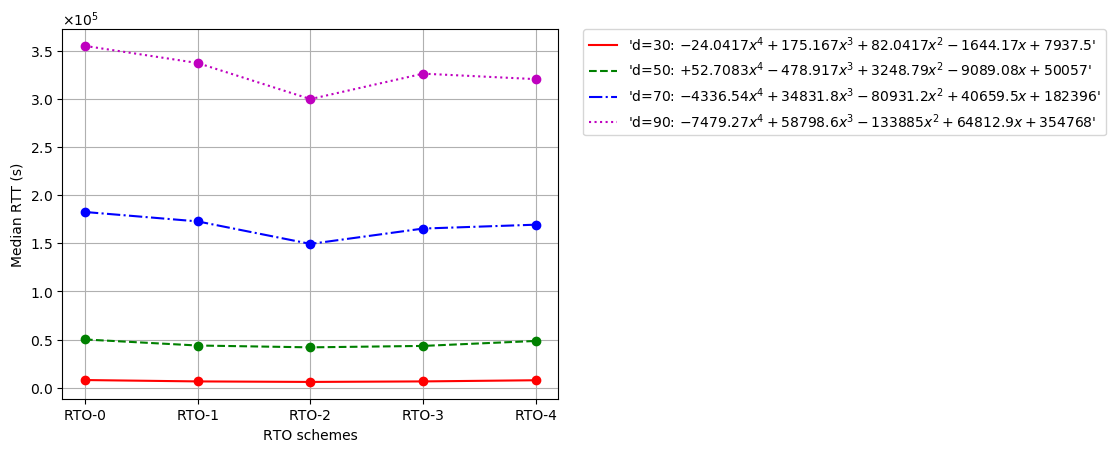 ×10⁵
3.5
3.0
2.5
2.0
1.5
1.0
0.5
0.0
Median RTT (s)
RTO-0 RTO-1 RTO-2 RTO-3 RTO-4
RTO schemes
'd=30: −24.0417x⁴ + 175.167x³ + 82.0417x² − 1644.17x + 7937.5'
'd=50: +52.7083x⁴ − 478.917x³ + 3248.79x² − 9089.08x + 50057'
'd=70: −4336.54x⁴ + 34831.8x³ − 80931.2x² + 40659.5x + 182396'
'd=90: −7479.27x⁴ + 58798.6x³ − 133885x² + 64812.9x + 354768'